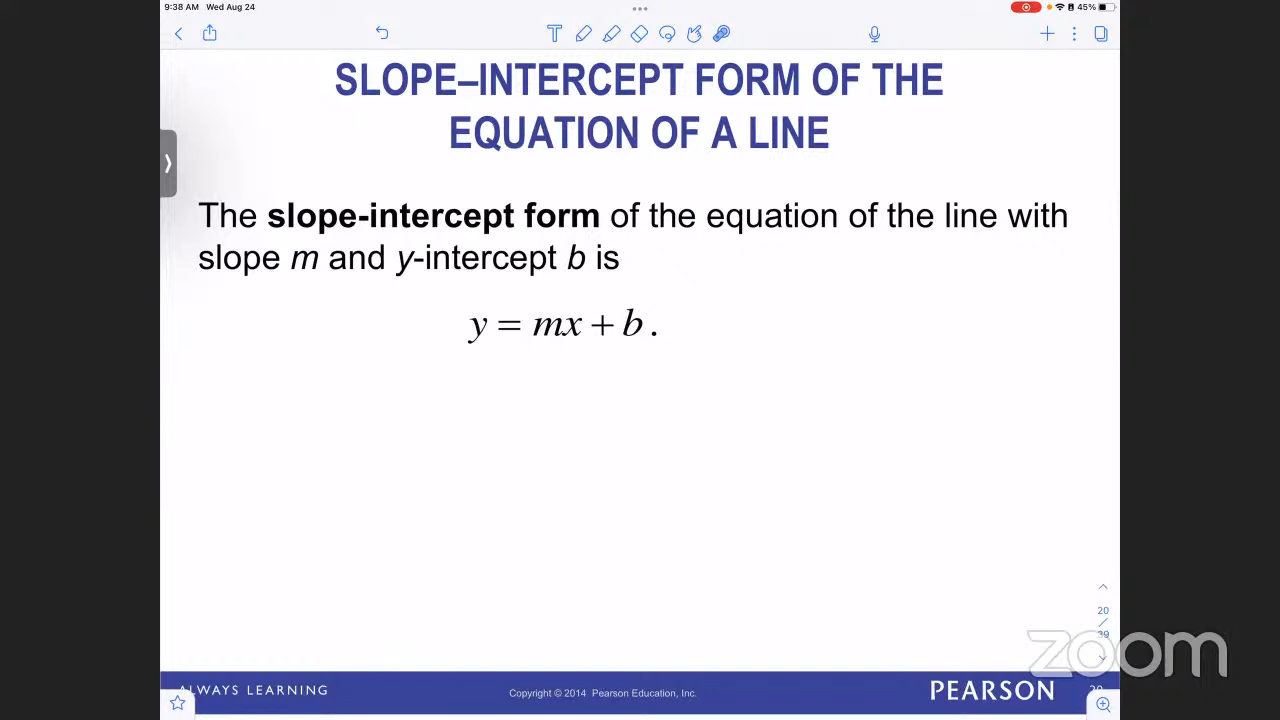 9:38 AM Wed Aug 24
45%
SLOPE–INTERCEPT FORM OF THE
EQUATION OF A LINE
The slope-intercept form of the equation of the line with
slope m and y-intercept b is
y = mx + b.
20
/
39
zoom
ALWAYS LEARNING
Copyright © 2014 Pearson Education, Inc.
PEARSON
20